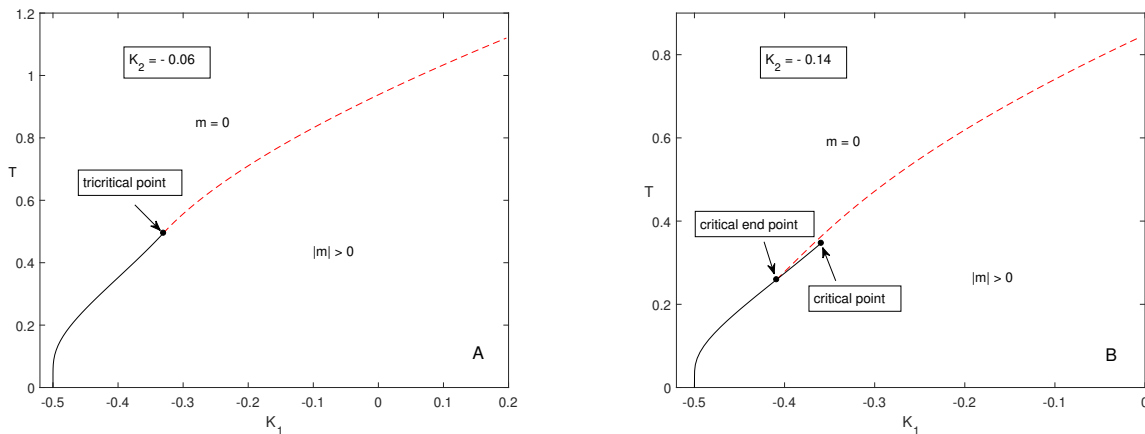 K2 = - 0.06
m = 0
tricritical point
|m| > 0
A
T
1.2
1
0.8
0.6
0.4
0.2
0
-0.5
-0.4
-0.3
-0.2
-0.1
0
0.1
0.2
K1
K2 = - 0.14
m = 0
critical end point
|m| > 0
critical point
B
T
0.8
0.6
0.4
0.2
0
-0.5
-0.4
-0.3
-0.2
-0.1
0
K1